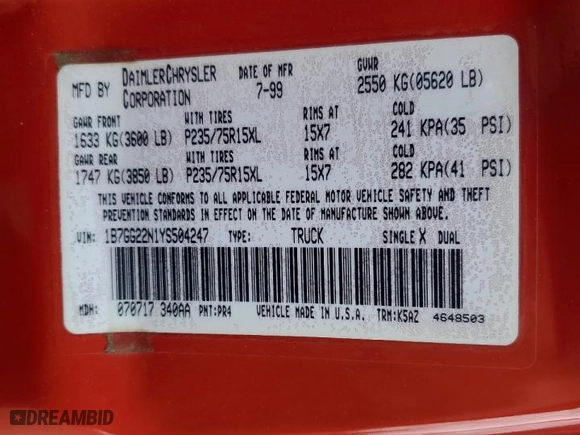 MFD BY DAIMLERCHRYSLER CORPORATION DATE OF MFR 7-99 GVWR 2550 KG(05620 LB)
GAWR FRONT WITH TIRES RIMS AT COLD
1633 KG(3600 LB) P235/75R15XL 15X7 241 KPA(35 PSI)
GAWR REAR WITH TIRES RIMS AT COLD
1747 KG(3850 LB) P235/75R15XL 15X7 282 KPA(41 PSI)
THIS VEHICLE CONFORMS TO ALL APPLICABLE FEDERAL MOTOR VEHICLE SAFETY AND THEFT
PREVENTION STANDARDS IN EFFECT ON THE DATE OF MANUFACTURE SHOWN ABOVE.
VIN: 1B7GG22N1YS504247 TYPE: TRUCK SINGLE X DUAL
MDH: 070717 340AA PNT:PR4 VEHICLE MADE IN U.S.A. TRM:K5AZ 4648503
DREAMBID